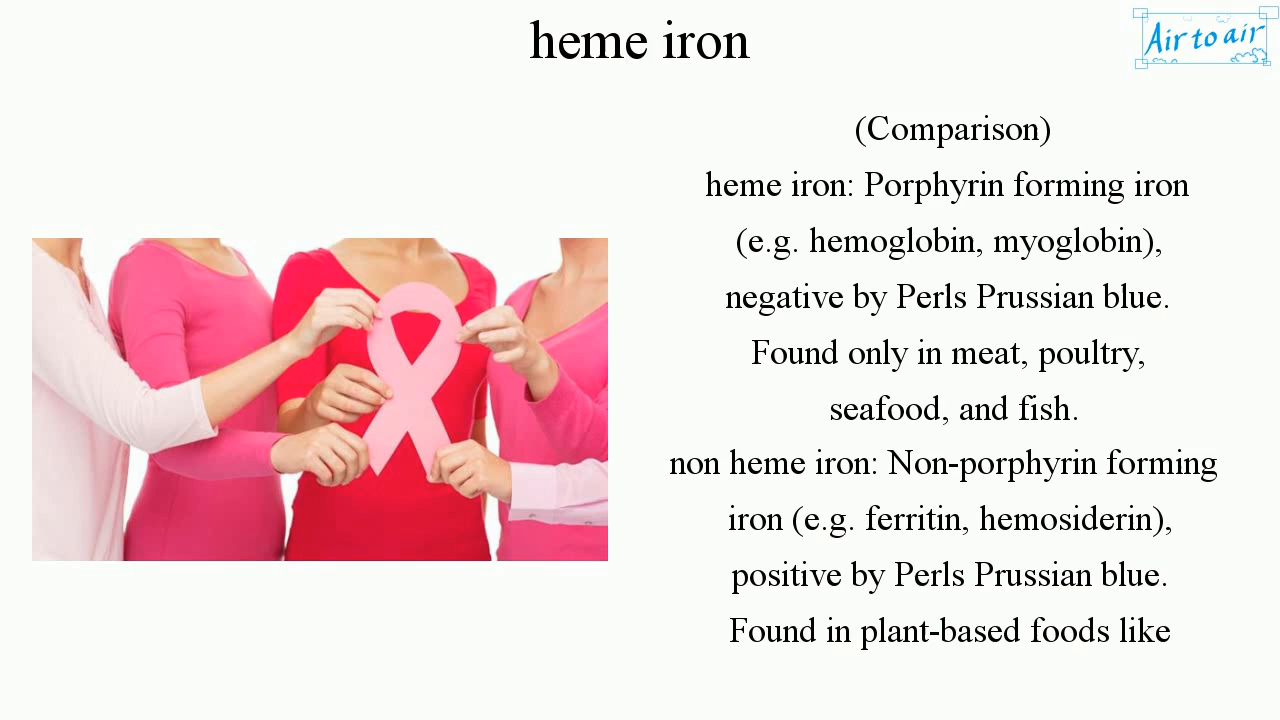 heme iron
Air to air
(Comparison)
heme iron: Porphyrin forming iron
(e.g. hemoglobin, myoglobin),
negative by Perls Prussian blue.
Found only in meat, poultry,
seafood, and fish.
non heme iron: Non-porphyrin forming
iron (e.g. ferritin, hemosiderin),
positive by Perls Prussian blue.
Found in plant-based foods like